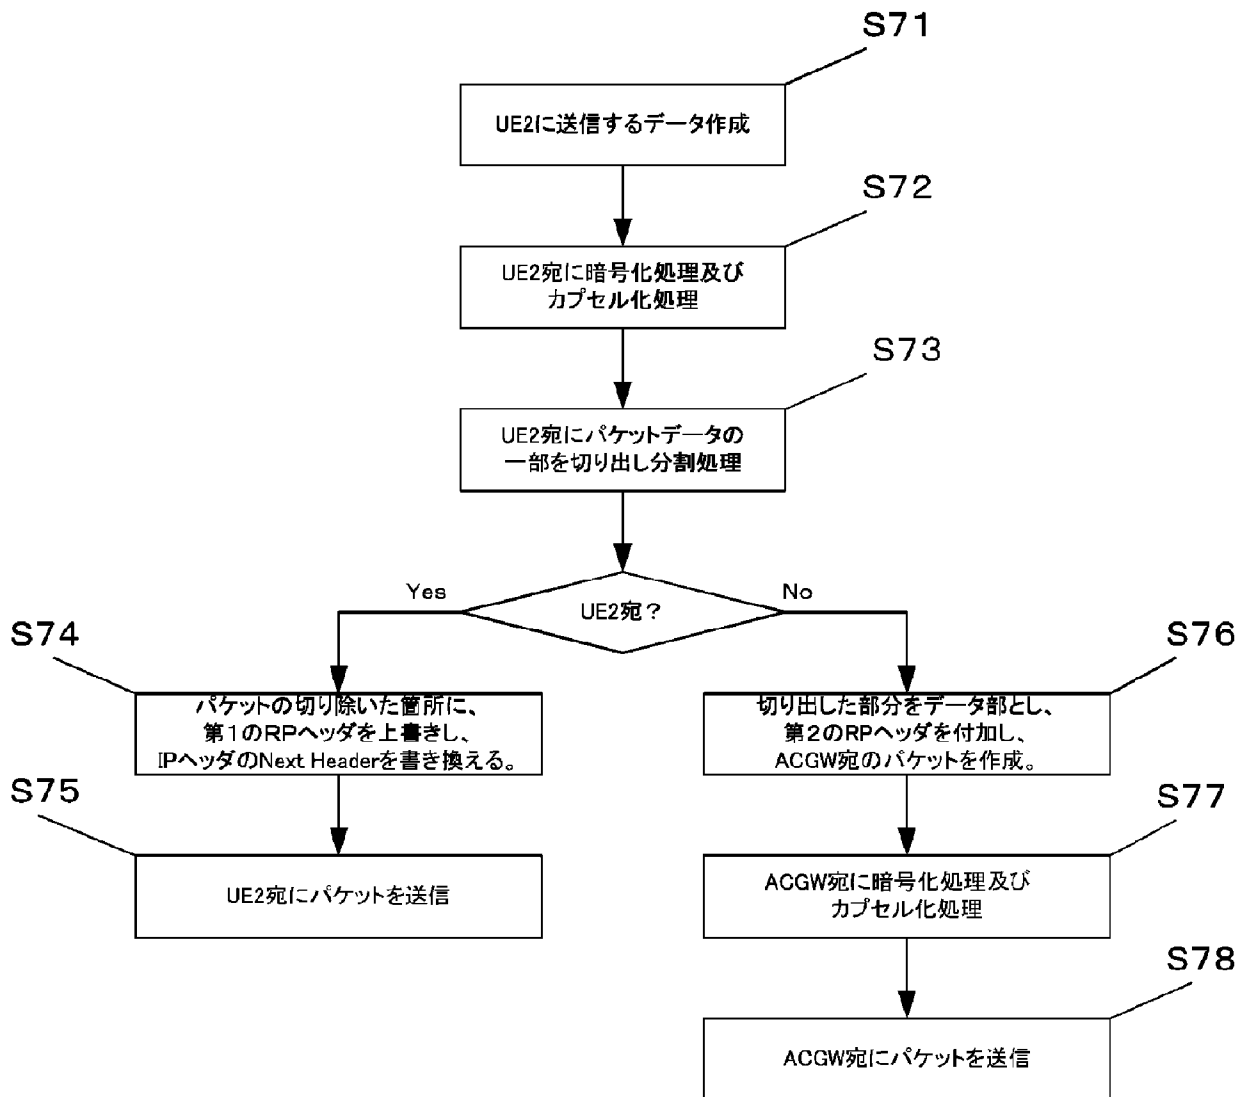 S71
UE2に送信するデータ作成
S72
UE2宛に暗号化処理及び
カプセル化処理
S73
UE2宛にパケットデータの
一部を切り出し分割処理
Yes
UE2宛？
No
S74
パケットの切り除いた箇所に、
第１のRPヘッダを上書きし、
IPヘッダのNext Headerを書き換える。
S76
切り出した部分をデータ部とし、
第２のRPヘッダを付加し、
ACGW宛のパケットを作成。
S75
UE2宛にパケットを送信
S77
ACGW宛に暗号化処理及び
カプセル化処理
S78
ACGW宛にパケットを送信